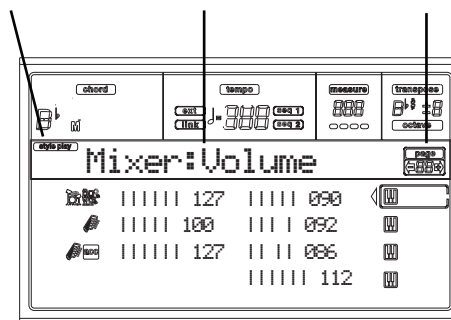 chord tempo measure transpose
ext seq 1
link seq 2 octave
style play Mixer:Volume page
127 090 W
100 092 W
acc 127 086 W
112 W